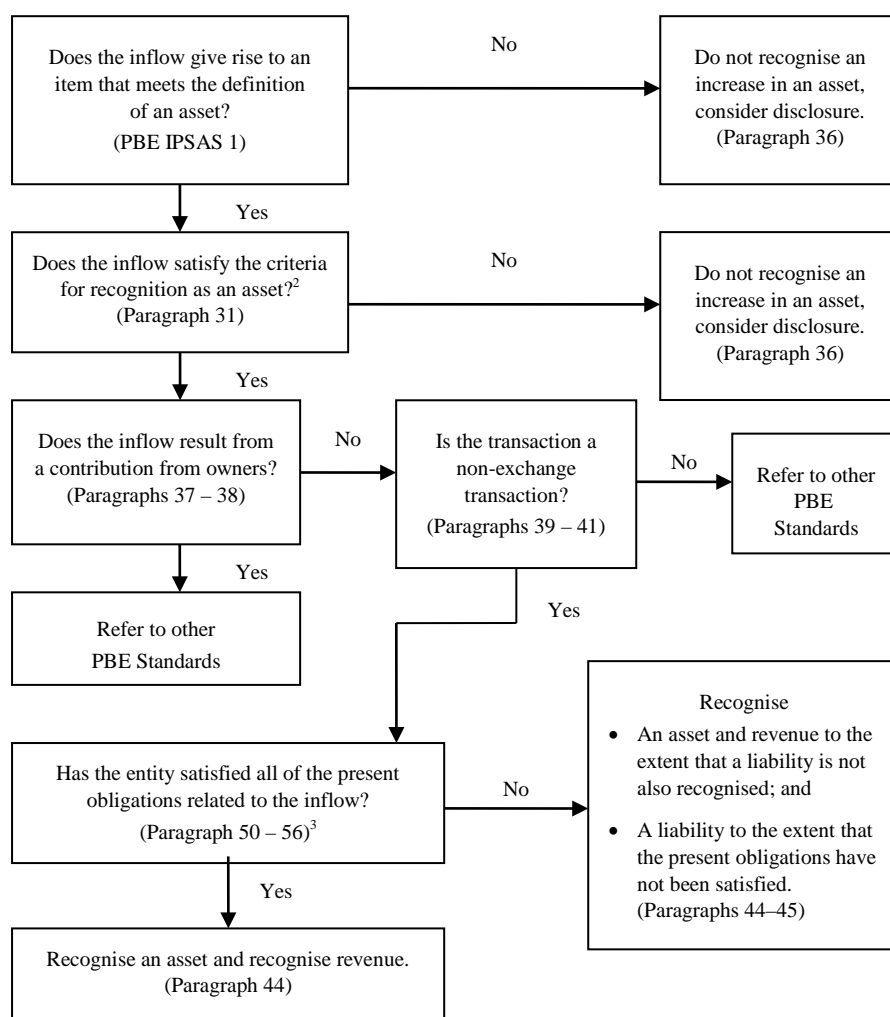 Does the inflow give rise to an
item that meets the definition
of an asset?
(PBE IPSAS 1)
No
Do not recognise an
increase in an asset,
consider disclosure.
(Paragraph 36)
Yes
Does the inflow satisfy the criteria
for recognition as an asset?2
(Paragraph 31)
No
Do not recognise an
increase in an asset,
consider disclosure.
(Paragraph 36)
Yes
Does the inflow result from
a contribution from owners?
(Paragraphs 37 – 38)
No
Is the transaction a
non-exchange
transaction?
(Paragraphs 39 – 41)
No
Refer to other
PBE
Standards
Yes
Refer to other
PBE Standards
Yes
Has the entity satisfied all of the present
obligations related to the inflow?
(Paragraph 50 – 56)3
No
Recognise
• An asset and revenue to the
extent that a liability is not
also recognised; and
• A liability to the extent that
the present obligations have
not been satisfied.
(Paragraphs 44–45)
Yes
Recognise an asset and recognise revenue.
(Paragraph 44)